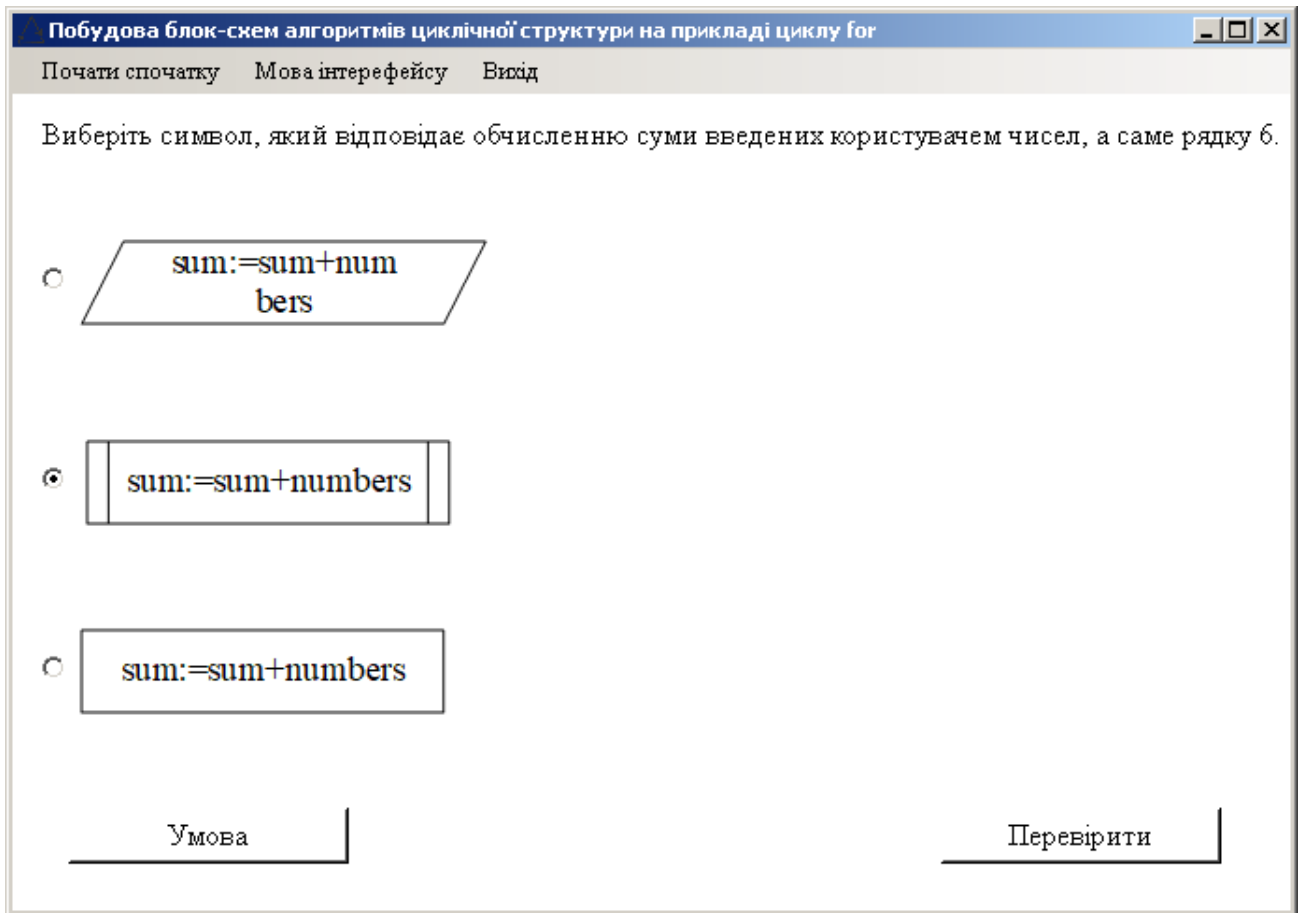 Побудова блок-схем алгоритмів циклічної структури на прикладі циклу for
Почати спочатку Мова інтерефейсу Вихід
Виберіть символ, який відповідає обчисленню суми введених користувачем чисел, а саме рядку 6.
sum:=sum+num
bers
sum:=sum+numbers
sum:=sum+numbers
Умова Перевірити